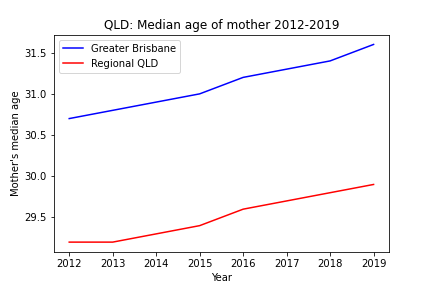 QLD: Median age of mother 2012-2019
Greater Brisbane
Regional QLD
Mother's median age
31.5
31.0
30.5
30.0
29.5
2012 2013 2014 2015 2016 2017 2018 2019
Year